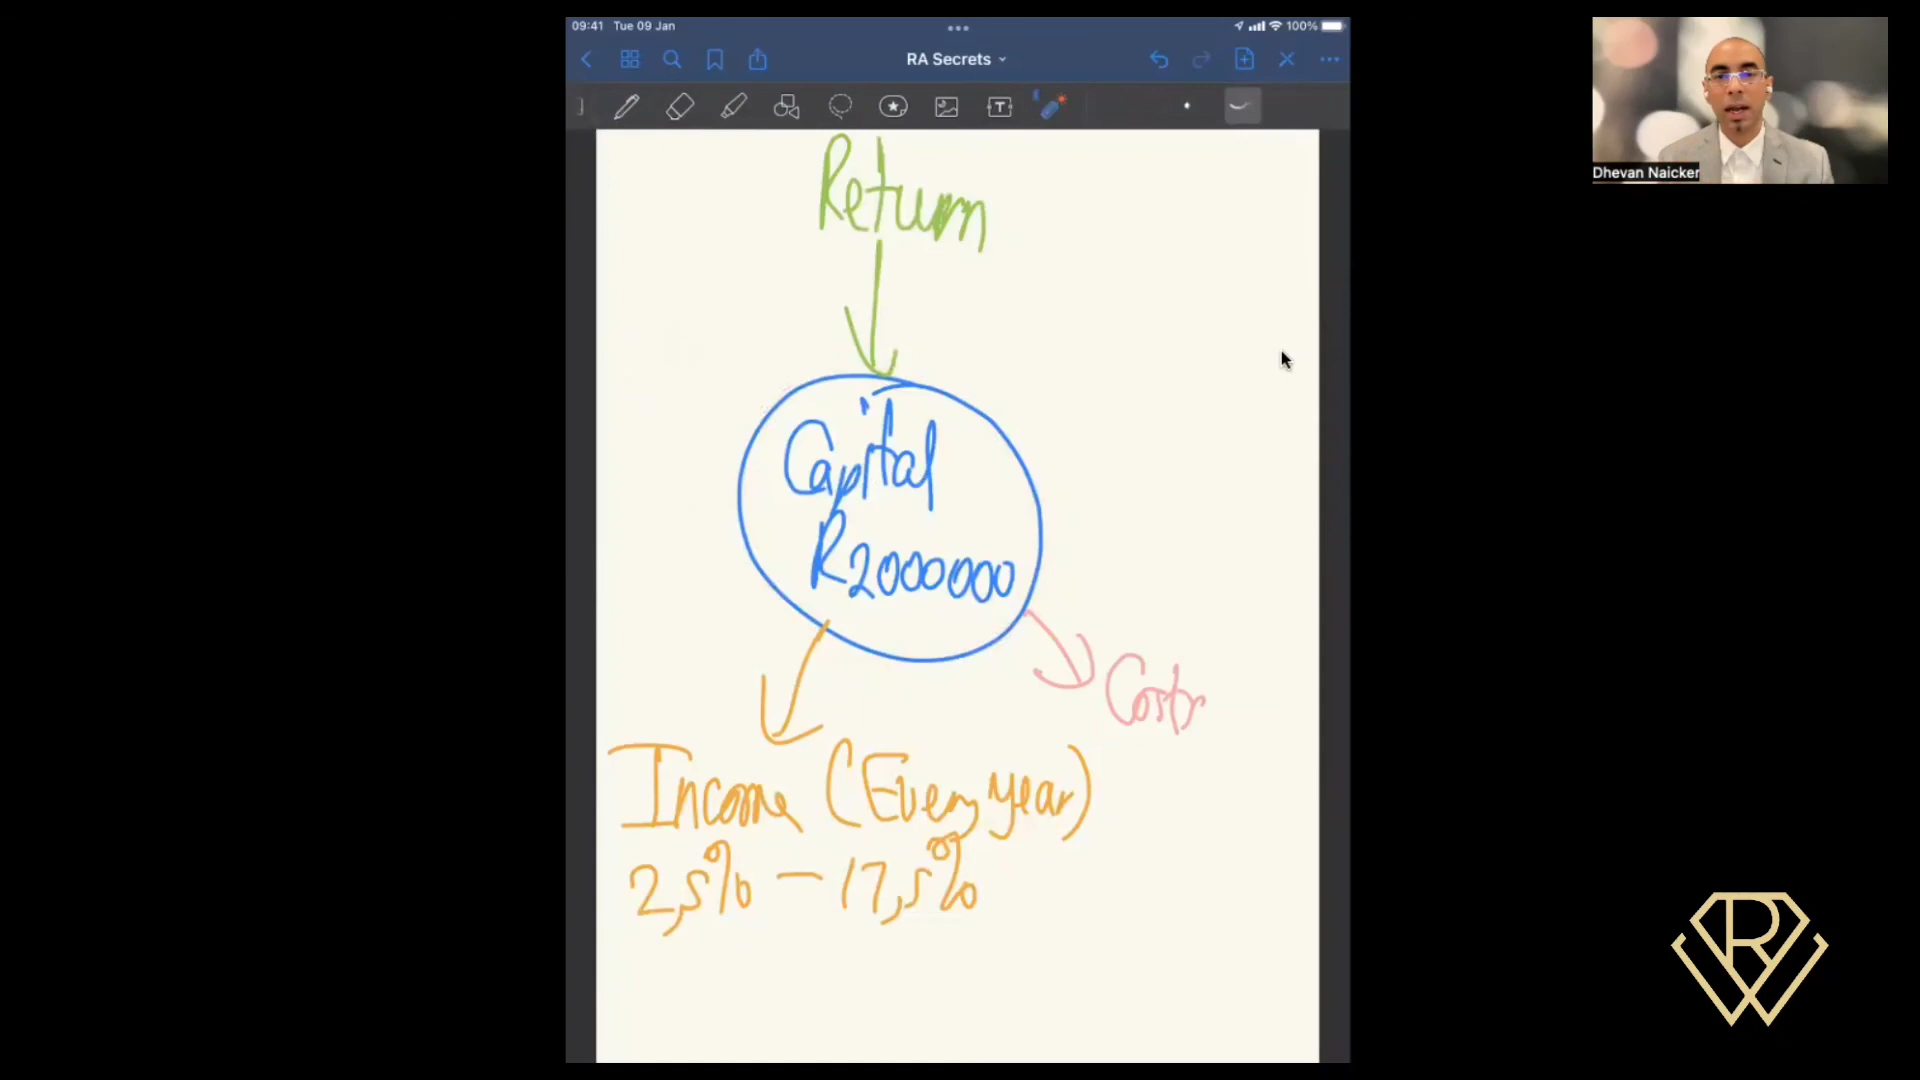 09:41 Tue 09 Jan
100%
RA Secrets
Dhevan Naicker
Return
Capital
R2000000
Costs
Income (Every year)
2,5% – 17,5%
RW